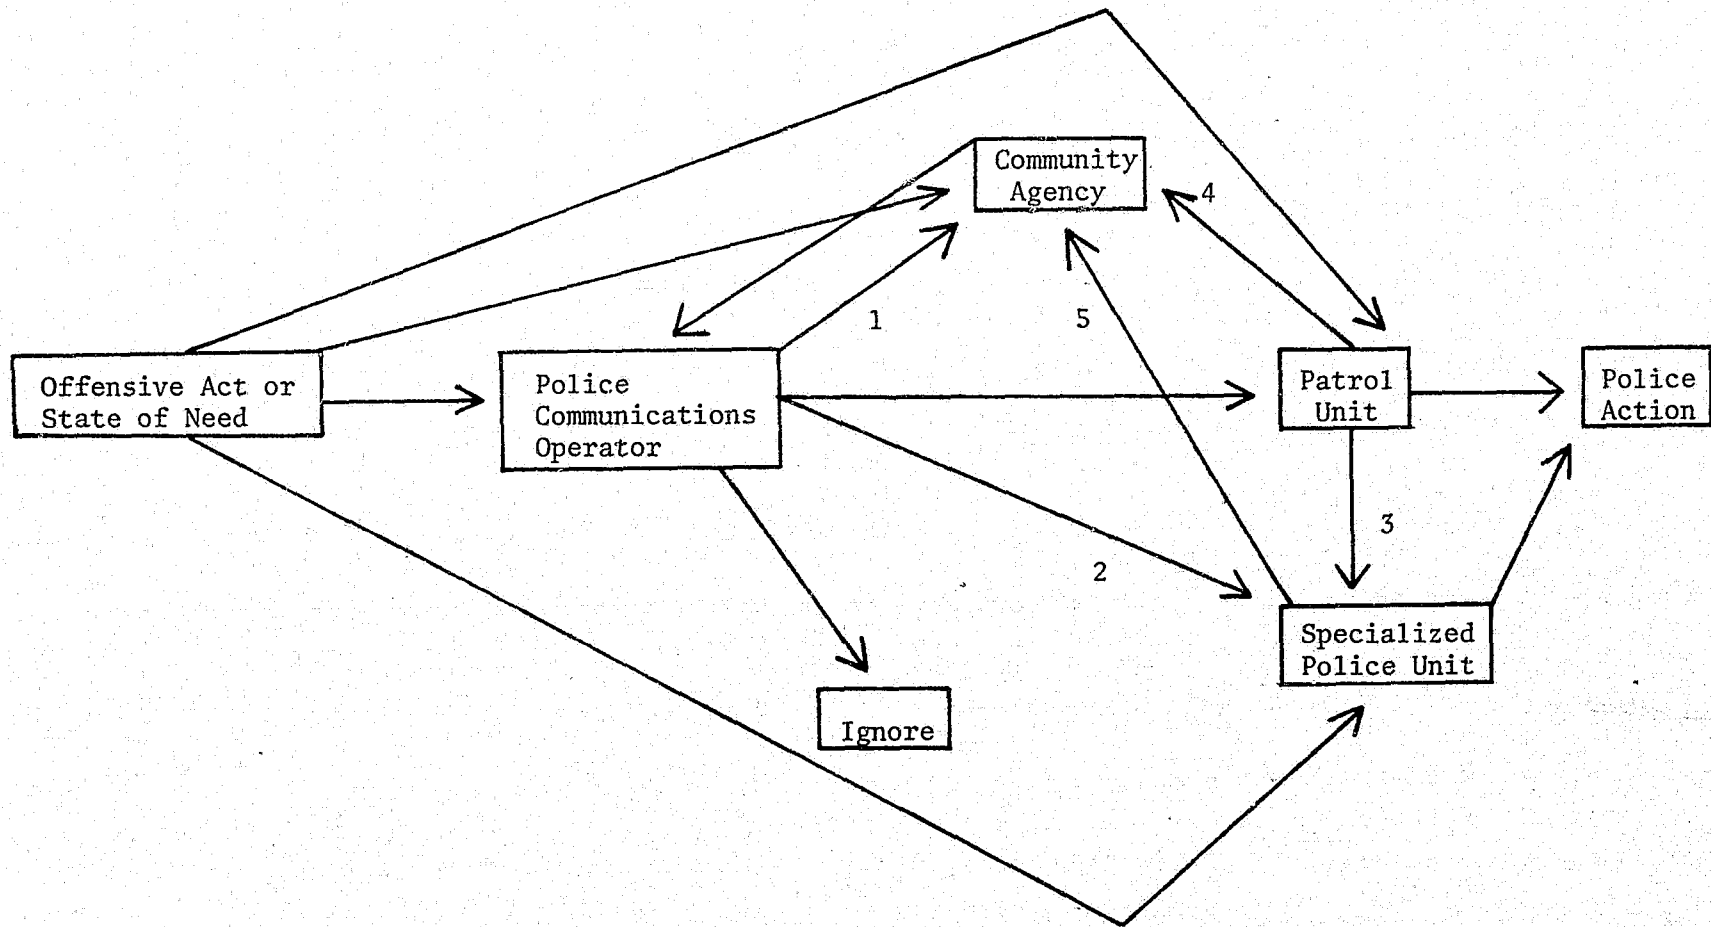 Community
Agency
4
1
5
Offensive Act or
State of Need
Police
Communications
Operator
Patrol
Unit
Police
Action
3
2
Specialized
Police Unit
Ignore